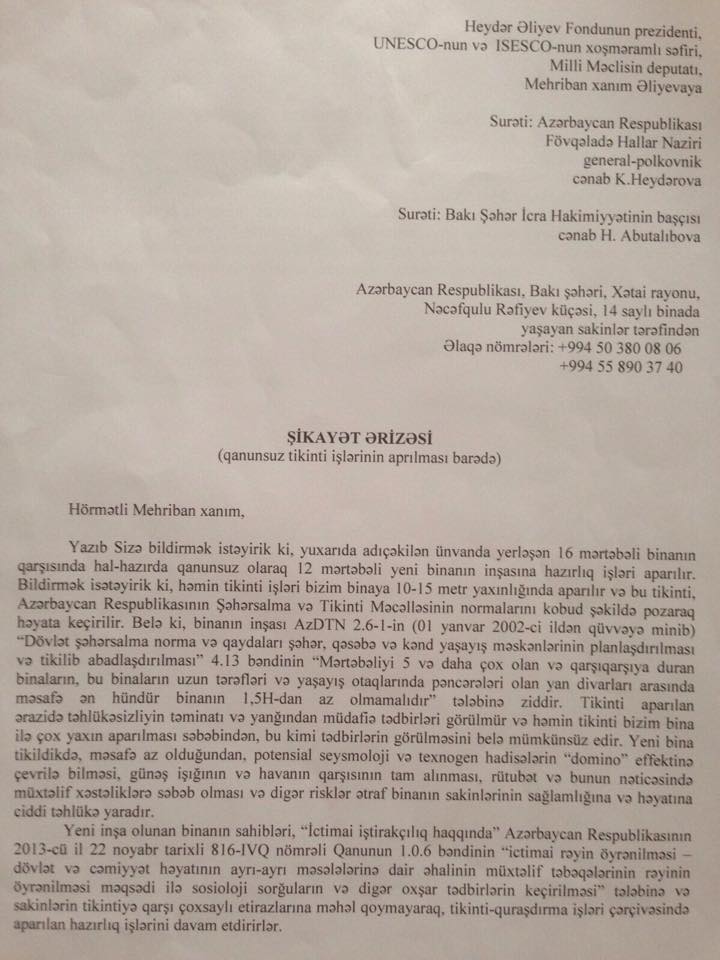 Heydər Əliyev Fondunun prezidenti,
UNESCO-nun və ISESCO-nun xoşməramlı səfiri,
Milli Məclisin deputatı,
Mehriban xanım Əliyevaya
Surəti: Azərbaycan Respublikası
Fövqəladə Hallar Naziri
general-polkovnik
cənab K.Heydərova
Surəti: Bakı Şəhər İcra Hakimiyyətinin başçısı
cənab H. Abutalıbova
Azərbaycan Respublikası, Bakı şəhəri, Xətai rayonu,
Nəcəfqulu Rəfiyev küçəsi, 14 saylı binada
yaşayan sakinlər tərəfindən
Əlaqə nömrələri: +994 50 380 08 06
+994 55 890 37 40
ŞİKAYƏT ƏRİZƏSİ
(qanunsuz tikinti işlərinin aprılması barədə)
Hörmətli Mehriban xanım,
Yazıb Sizə bildirmək istəyirik ki, yuxarıda adıçəkilən ünvanda yerləşən 16 mərtəbəli binanın
qarşısında hal-hazırda qanunsuz olaraq 12 mərtəbəli yeni binanın inşasına hazırlıq işləri aparılır.
Bildirmək isətəyirik ki, həmin tikinti işləri bizim binaya 10-15 metr yaxınlığında aparılır və bu tikinti,
Azərbaycan Respublikasının Şəhərsalma və Tikinti Məcəlləsinin normalarını kobud şəkildə pozaraq
həyata keçirilir. Belə ki, binanın inşası AzDTN 2.6-1-in (01 yanvar 2002-ci ildən qüvvəyə minib)
“Dövlət şəhərsalma norma və qaydaları şəhər, qəsəbə və kənd yaşayış məskənlərinin planlaşdırılması
və tikilib abadlaşdırılması” 4.13 bəndinin “Mərtəbəliyi 5 və daha çox olan və qarşıqarşıya duran
binaların, bu binaların uzun tərəfləri və yaşayış otaqlarında pəncərələri olan yan divarları arasında
məsafə ən hündür binanın 1,5H-dan az olmamalıdır” tələbinə ziddir. Tikinti aparılan
ərazidə təhlükəsizliyin təminatı və yanğından müdafiə tədbirləri görülmür və həmin tikinti bizim bina
ilə çox yaxın aparılması səbəbindən, bu kimi tədbirlərin görülməsini belə mümkünsüz edir. Yeni bina
tikildikdə, məsafə az olduğundan, potensial seysmoloji və texnogen hadisələrin “domino” effektinə
çevrilə bilməsi, günəş işığının və havanın qarşısının tam alınması, rütubət və bunun nəticəsində
müxtəlif xəstəliklərə səbəb olması və digər risklər ətraf binanın sakinlərinin sağlamlığına və həyatına
ciddi təhlükə yaradır.
Yeni inşa olunan binanın sahibləri, “İctimai iştirakçılıq haqqında” Azərbaycan Respublikasının
2013-cü il 22 noyabr tarixli 816-IVQ nömrəli Qanunun 1.0.6 bəndinin “ictimai rəyin öyrənilməsi –
dövlət və cəmiyyət həyatının ayrı-ayrı məsələlərinə dair əhalinin müxtəlif təbəqələrinin rəyinin
öyrənilməsi məqsədi ilə sosioloji sorğuların və digər oxşar tədbirlərin keçirilməsi” tələbinə və
sakinlərin tikintiyə qarşı çoxsaylı etirazlarına məhəl qoymayaraq, tikinti-quraşdırma işləri çərçivəsində
aparılan hazırlıq işlərini davam etdirirlər.